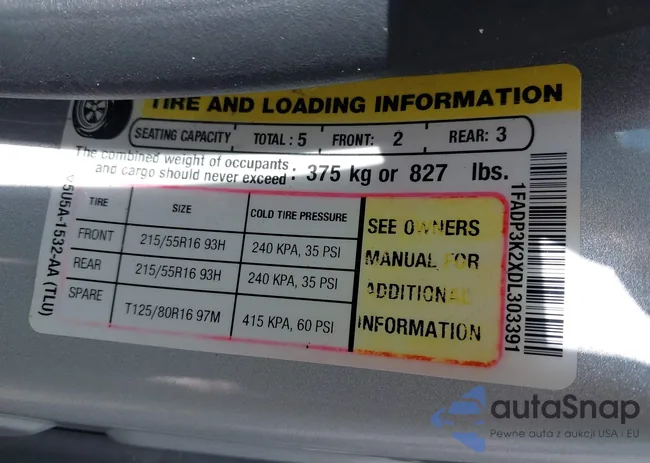 TIRE AND LOADING INFORMATION
SEATING CAPACITY TOTAL : 5 FRONT: 2 REAR: 3
The combined weight of occupants
and cargo should never exceed : 375 kg or 827 lbs.
TIRE SIZE COLD TIRE PRESSURE
FRONT 215/55R16 93H 240 KPA, 35 PSI
REAR 215/55R16 93H 240 KPA, 35 PSI
SPARE T125/80R16 97M 415 KPA, 60 PSI
SEE OWNERS
MANUAL FOR
ADDITIONAL
INFORMATION
V5U5A-1532-AA (TLU)
1FADP3K2XDL303391
autaSnap
Pewne auta z aukcji USA i EU